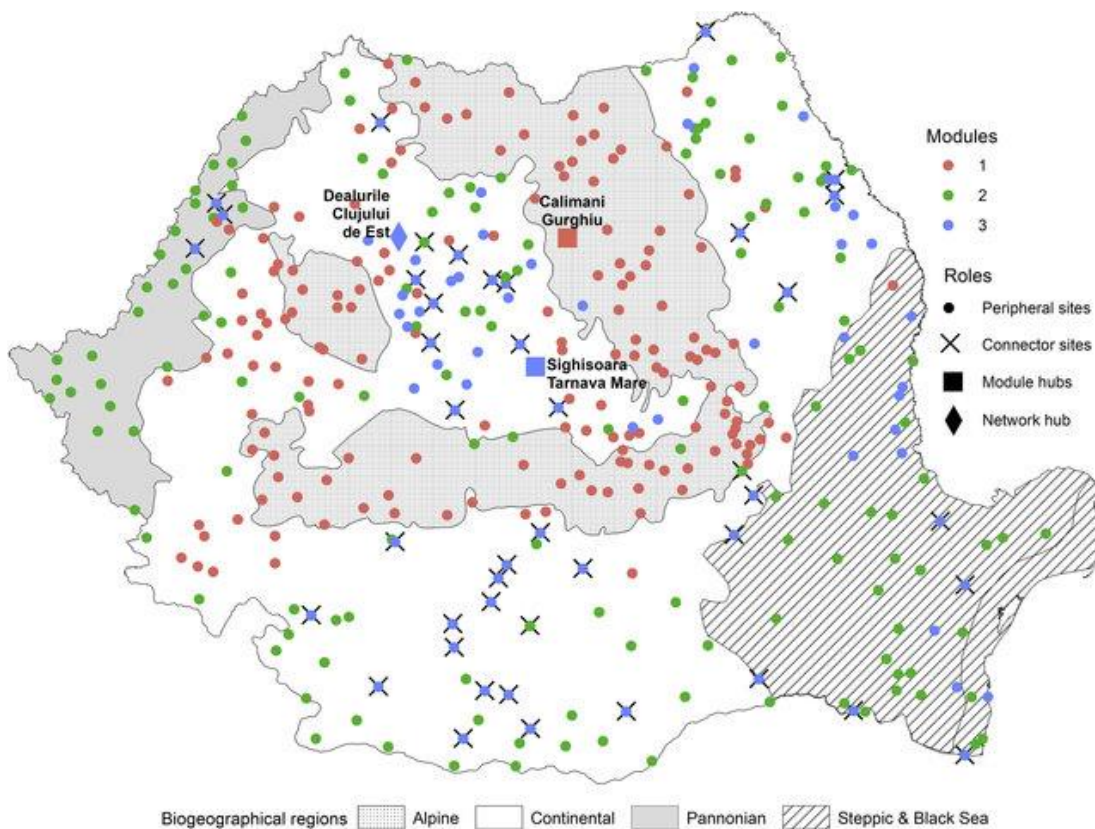 Modules
1
2
3
Dealurile
Clujului
de Est
Calimani
Gurghiu
Roles
Peripheral sites
Connector sites
Module hubs
Network hub
Sighisoara
Tarnava Mare
Biogeographical regions
Alpine
Continental
Pannonian
Steppic & Black Sea